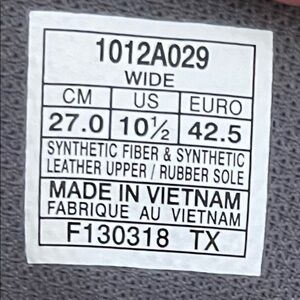 1012A029
WIDE
CM US EURO
27.0 10½ 42.5
SYNTHETIC FIBER & SYNTHETIC
LEATHER UPPER / RUBBER SOLE
MADE IN VIETNAM
FABRIQUE AU VIETNAM
F130318 TX